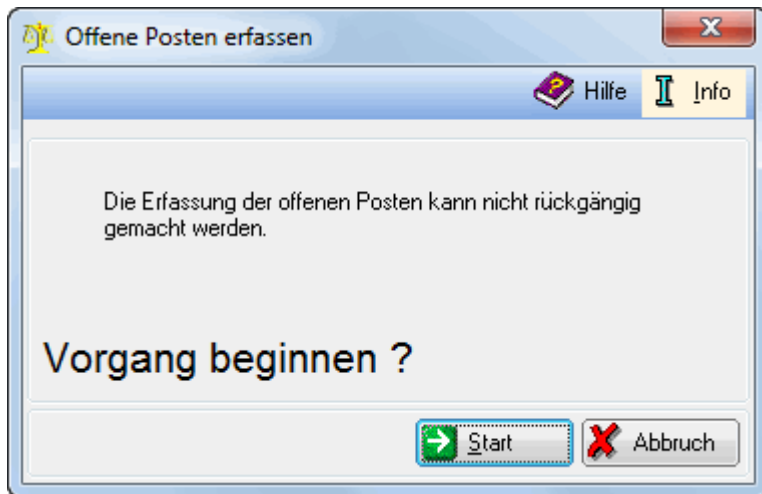 Offene Posten erfassen
Hilfe Info
Die Erfassung der offenen Posten kann nicht rückgängig
gemacht werden.
Vorgang beginnen ?
Start Abbruch